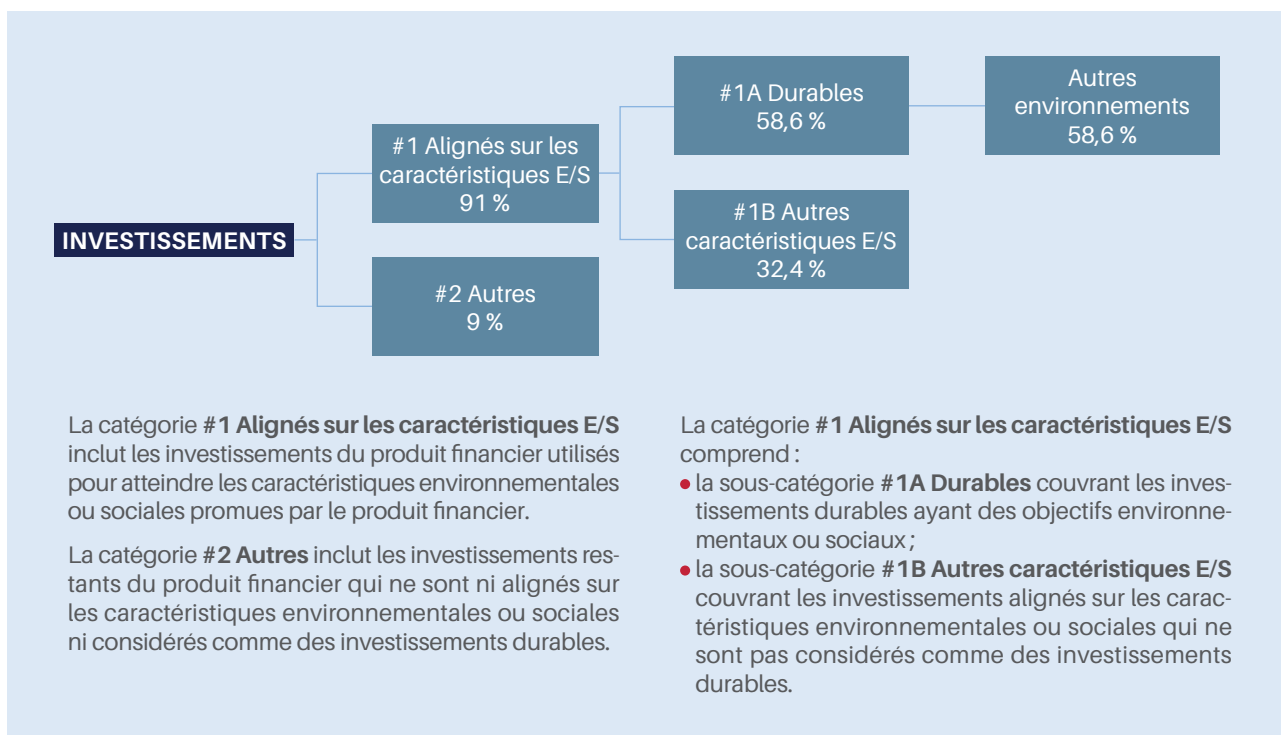 INVESTISSEMENTS
#1 Alignés sur les
caractéristiques E/S
91 %
#2 Autres
9 %
#1A Durables
58,6 %
#1B Autres
caractéristiques E/S
32,4 %
Autres
environnements
58,6 %
La catégorie #1 Alignés sur les caractéristiques E/S
inclut les investissements du produit financier utilisés
pour atteindre les caractéristiques environnementales
ou sociales promues par le produit financier.
La catégorie #2 Autres inclut les investissements res-
tants du produit financier qui ne sont ni alignés sur
les caractéristiques environnementales ou sociales
ni considérés comme des investissements durables.
La catégorie #1 Alignés sur les caractéristiques E/S
comprend :
• la sous-catégorie #1A Durables couvrant les inves-
tissements durables ayant des objectifs environne-
mentaux ou sociaux ;
• la sous-catégorie #1B Autres caractéristiques E/S
couvrant les investissements alignés sur les carac-
téristiques environnementales ou sociales qui ne
sont pas considérés comme des investissements
durables.